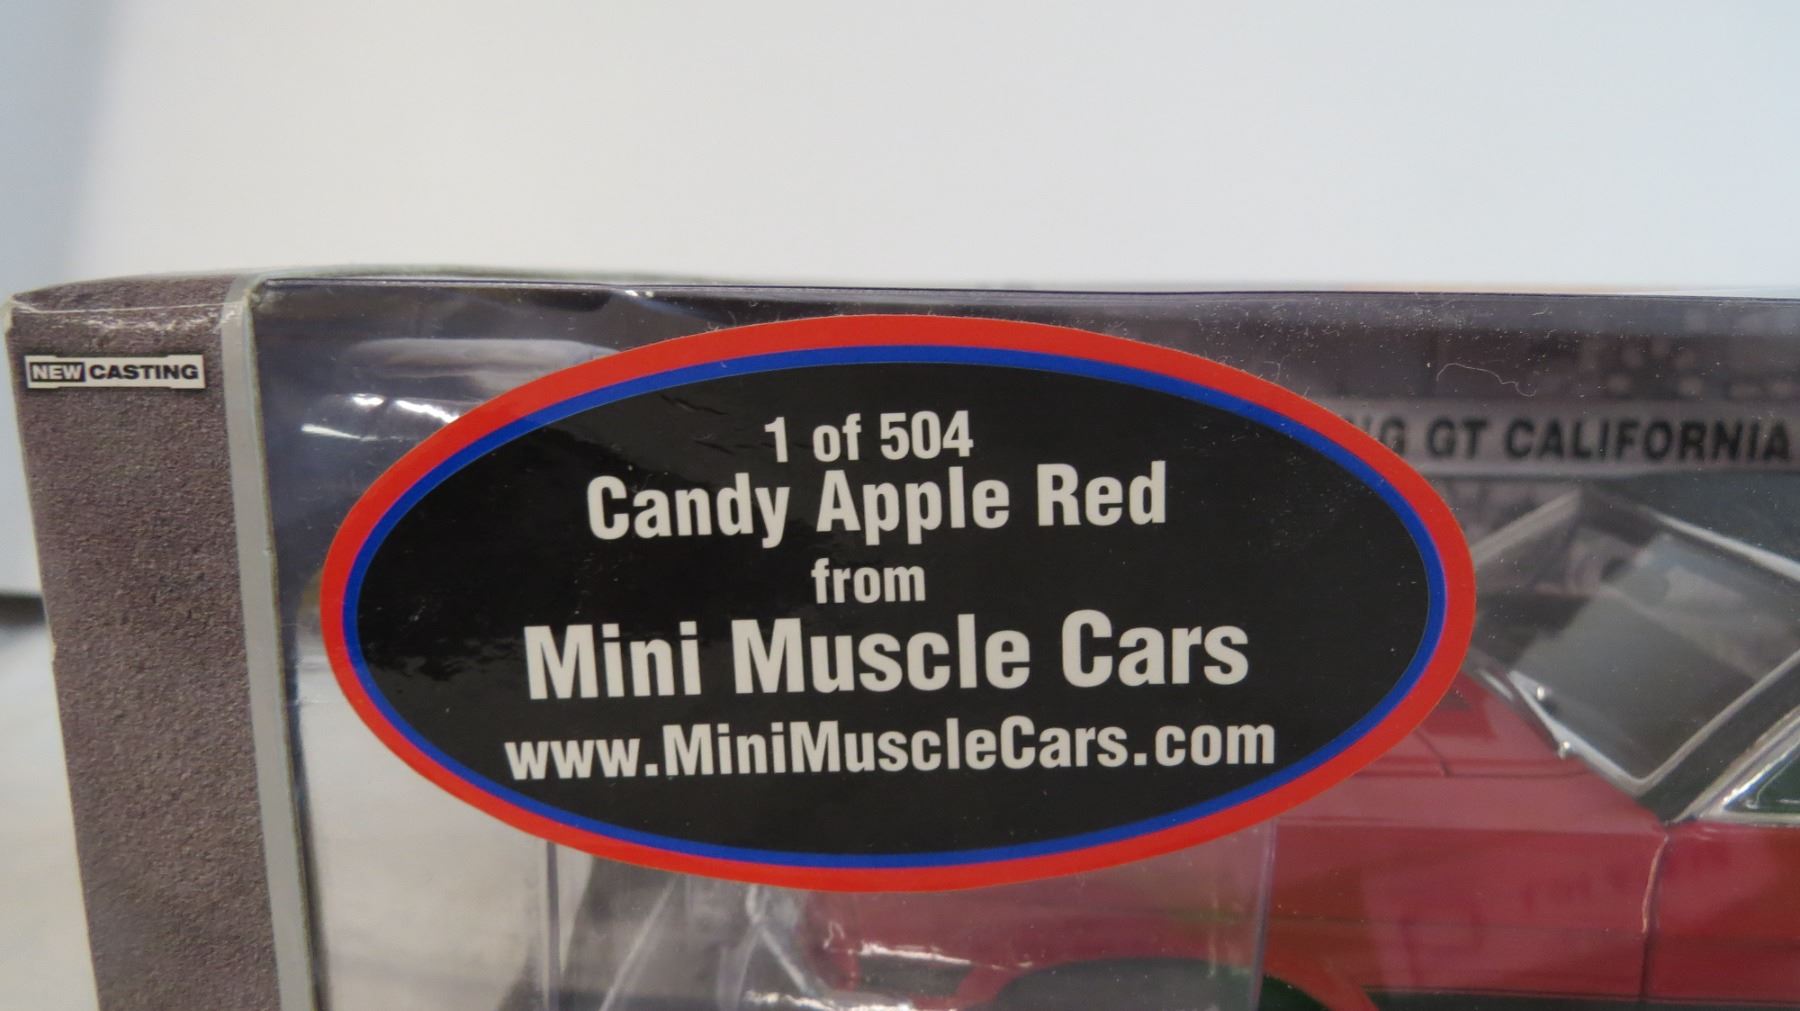 NEW CASTING
GT CALIFORNIA
1 of 504
Candy Apple Red
from
Mini Muscle Cars
www.MiniMuscleCars.com